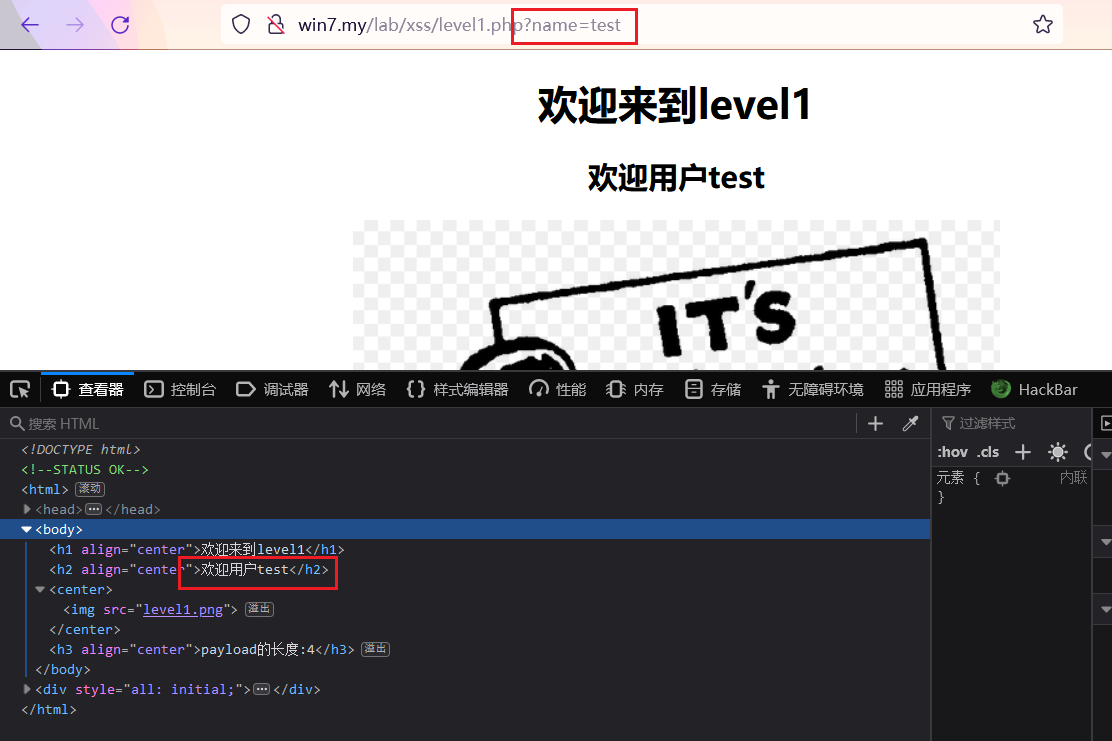 win7.my/lab/xss/level1.php?name=test
欢迎来到level1
欢迎用户test
IT'S
查看器 控制台 调试器 网络 样式编辑器 性能 内存 存储 无障碍环境 应用程序 HackBar
搜索 HTML
过滤样式
:hov .cls
元素 { 内联
}
<!DOCTYPE html>
<!--STATUS OK-->
<html> 滚动
<head> ⋯ </head>
<body>
<h1 align="center">欢迎来到level1</h1>
<h2 align="center">欢迎用户test</h2>
<center>
<img src="level1.png"> 溢出
</center>
<h3 align="center">payload的长度:4</h3> 溢出
</body>
<div style="all: initial;"> ⋯ </div>
</html>